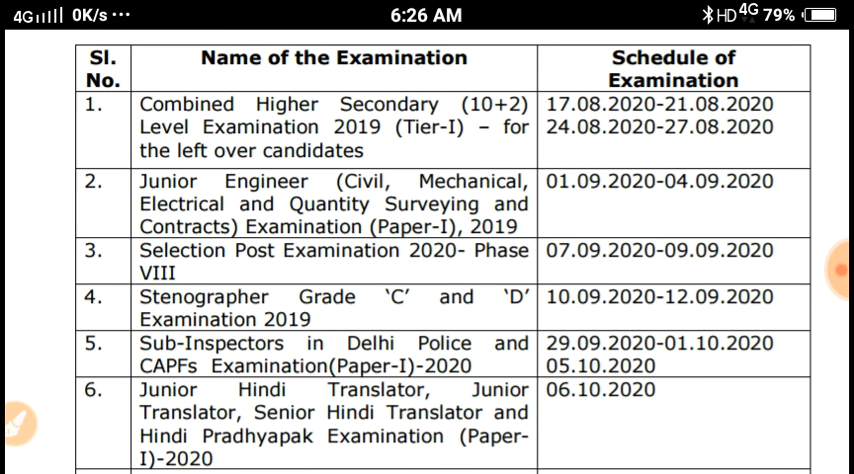 4G 0K/s ...
6:26 AM
HD 4G 79%
Sl. No. Name of the Examination Schedule of Examination
1. Combined Higher Secondary (10+2) 17.08.2020-21.08.2020
Level Examination 2019 (Tier-I) – for 24.08.2020-27.08.2020
the left over candidates
2. Junior Engineer (Civil, Mechanical, 01.09.2020-04.09.2020
Electrical and Quantity Surveying and
Contracts) Examination (Paper-I), 2019
3. Selection Post Examination 2020- Phase 07.09.2020-09.09.2020
VIII
4. Stenographer Grade ‘C’ and ‘D’ 10.09.2020-12.09.2020
Examination 2019
5. Sub-Inspectors in Delhi Police and 29.09.2020-01.10.2020
CAPFs Examination(Paper-I)-2020 05.10.2020
6. Junior Hindi Translator, Junior 06.10.2020
Translator, Senior Hindi Translator and
Hindi Pradhyapak Examination (Paper-
I)-2020